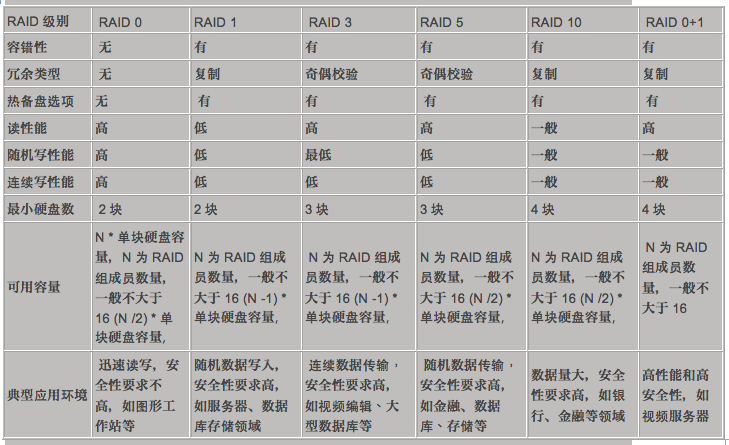 RAID 级别 RAID 0 RAID 1 RAID 3 RAID 5 RAID 10 RAID 0+1
容错性 无 有 有 有 有 有
冗余类型 无 复制 奇偶校验 奇偶校验 复制 复制
热备盘选项 无 有 有 有 有 有
读性能 高 低 高 高 一般 高
随机写性能 高 低 最低 低 一般 一般
连续写性能 高 低 低 低 一般 一般
最小硬盘数 2 块 2 块 3 块 3 块 4 块 4 块
可用容量
N * 单块硬盘容
量，N 为 RAID
组成员数量，
一般不大于
16 (N /2) * 单
块硬盘容量,
N 为 RAID 组成
员数量，一般不
大于 16 (N -1) *
单块硬盘容量,
N 为 RAID 组成
员数量，一般不
大于 16 (N -1) *
单块硬盘容量,
N 为 RAID 组成
员数量，一般不
大于 16 (N /2) *
单块硬盘容量,
N 为 RAID 组成
员数量，一般不
大于 16 (N /2) *
单块硬盘容量,
N 为 RAID
组成员数
量，一般不
大于 16
典型应用环境
迅速读写，安
全性要求不
高，如图形工
作站等
随机数据写入，
安全性要求高，
如服务器、数据
库存储领域
连续数据传输，
安全性要求高，
如视频编辑、大
型数据库等
随机数据传输，
安全性要求高，
如金融、数据
库、存储等
数据量大，安全
性要求高，如银
行、金融等领域
高性能和高
安全性，如
视频服务器